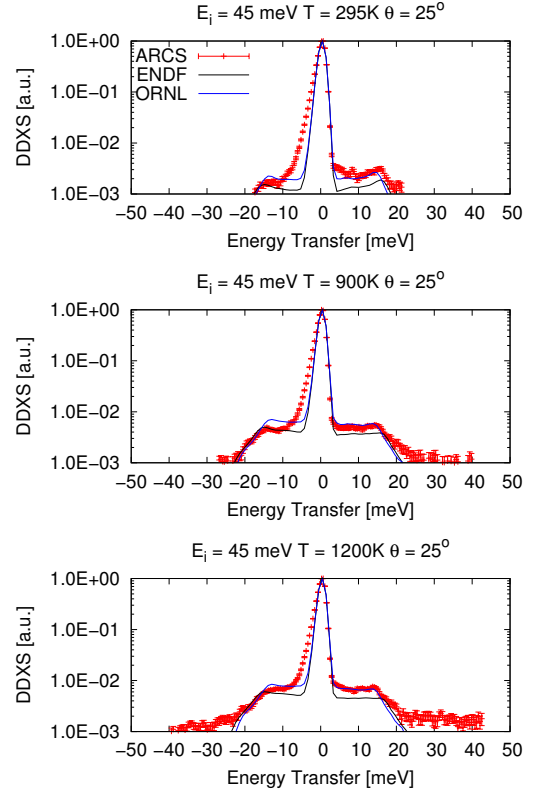 E_i = 45 meV T = 295K θ = 25°
DDXS [a.u.]
1.0E+00
1.0E−01
1.0E−02
1.0E−03
ARCS
ENDF
ORNL
−50 −40 −30 −20 −10 0 10 20 30 40 50
Energy Transfer [meV]
E_i = 45 meV T = 900K θ = 25°
DDXS [a.u.]
1.0E+00
1.0E−01
1.0E−02
1.0E−03
−50 −40 −30 −20 −10 0 10 20 30 40 50
Energy Transfer [meV]
E_i = 45 meV T = 1200K θ = 25°
DDXS [a.u.]
1.0E+00
1.0E−01
1.0E−02
1.0E−03
−50 −40 −30 −20 −10 0 10 20 30 40 50
Energy Transfer [meV]